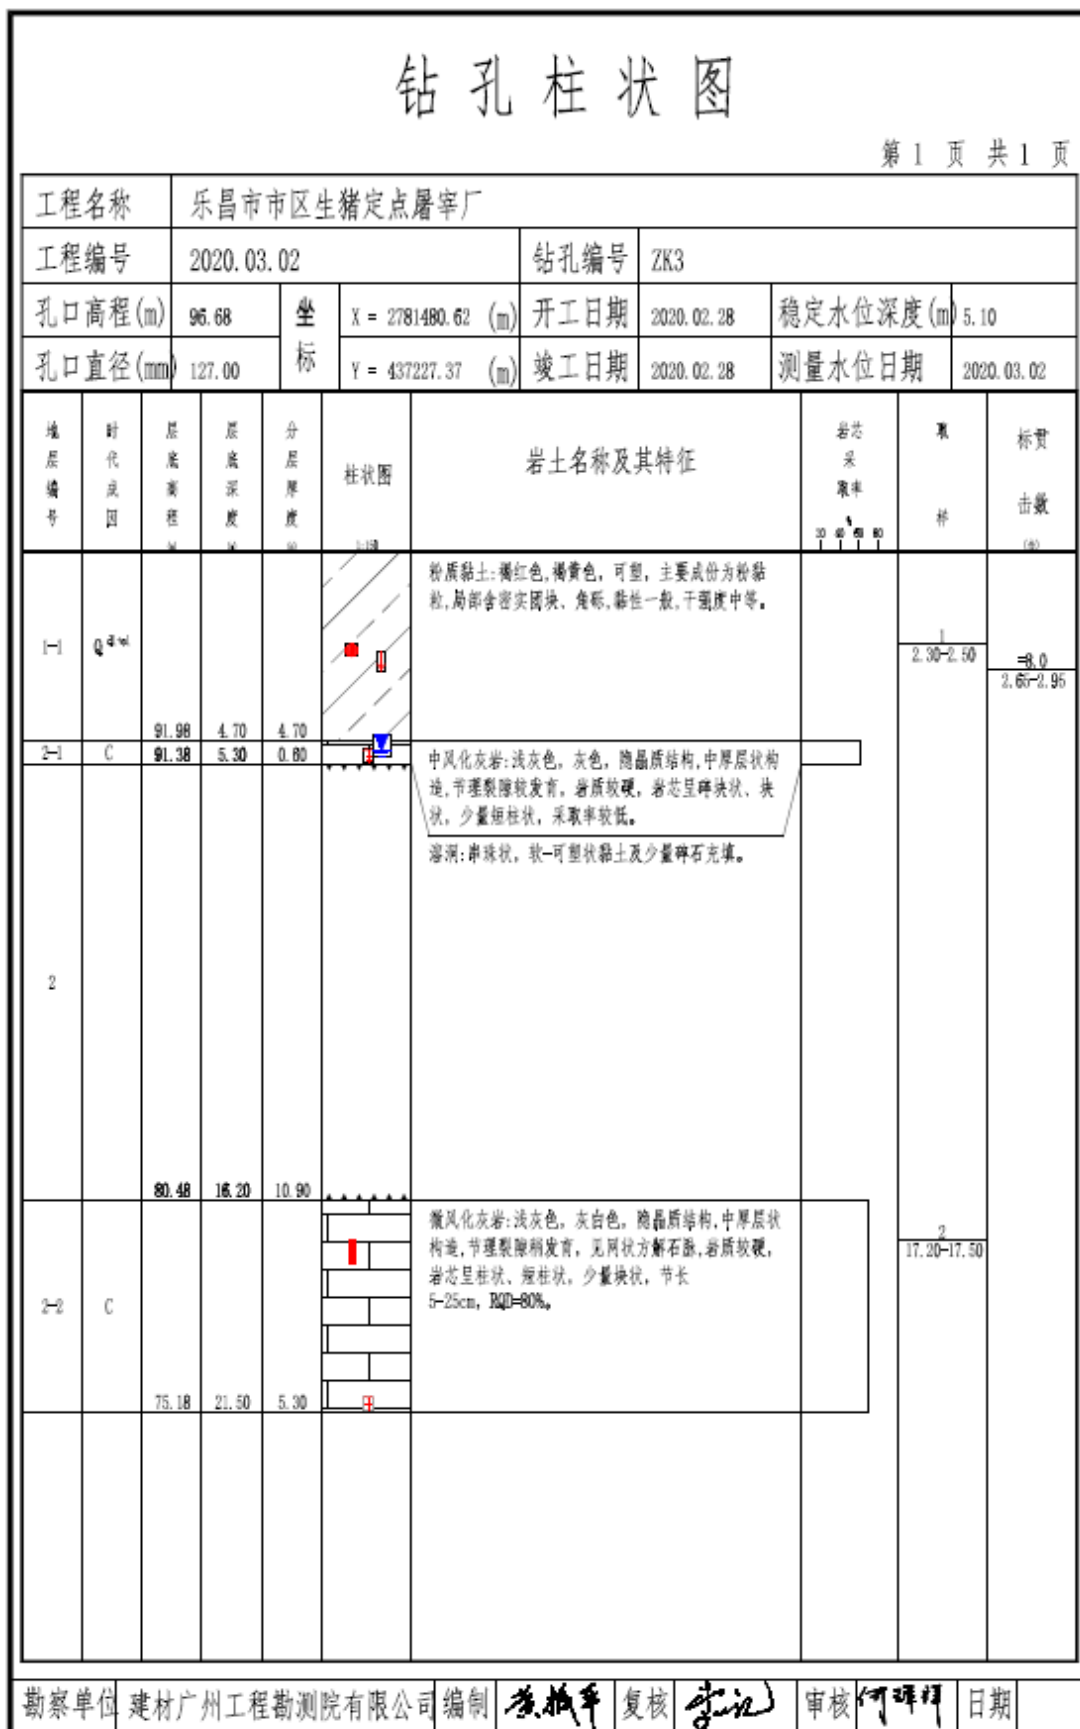 钻孔柱状图
第 1 页 共 1 页
工程名称 乐昌市市区生猪定点屠宰厂
工程编号 2020.03.02 钻孔编号 ZK3
孔口高程(m) 96.68 坐标 X = 2781480.62 (m) 开工日期 2020.02.28 稳定水位深度(m) 5.10
孔口直径(mm) 127.00 Y = 437227.37 (m) 竣工日期 2020.02.28 测量水位日期 2020.03.02
地层编号 时代成因 层底高程 层底深度 分层厚度 柱状图 1:150 岩土名称及其特征 岩芯采取率 % 20 40 60 80 取样 标贯击数
粉质黏土:褐红色,褐黄色,可塑,主要成份为粉黏
粒,局部含密实团块、角砾,黏性一般,干强度中等。
1-1 Q
1
2.30-2.50
=8.0
2.65-2.95
91.98 4.70 4.70
2-1 C 91.38 5.30 0.60
中风化灰岩:浅灰色,灰色,隐晶质结构,中厚层状构
造,节理裂隙较发育,岩质较硬,岩芯呈碎块状、块
状,少量短柱状,采取率较低。
溶洞:串珠状,软-可塑状黏土及少量碎石充填。
2
80.48 16.20 10.90
微风化灰岩:浅灰色,灰白色,隐晶质结构,中厚层状
构造,节理裂隙稍发育,见网状方解石脉,岩质较硬,
岩芯呈柱状、短柱状,少量块状,节长
5-25cm,RQD=80%。
2
17.20-17.50
2-2 C
75.18 21.50 5.30
勘察单位 建材广州工程勘测院有限公司 编制 复核 审核 日期